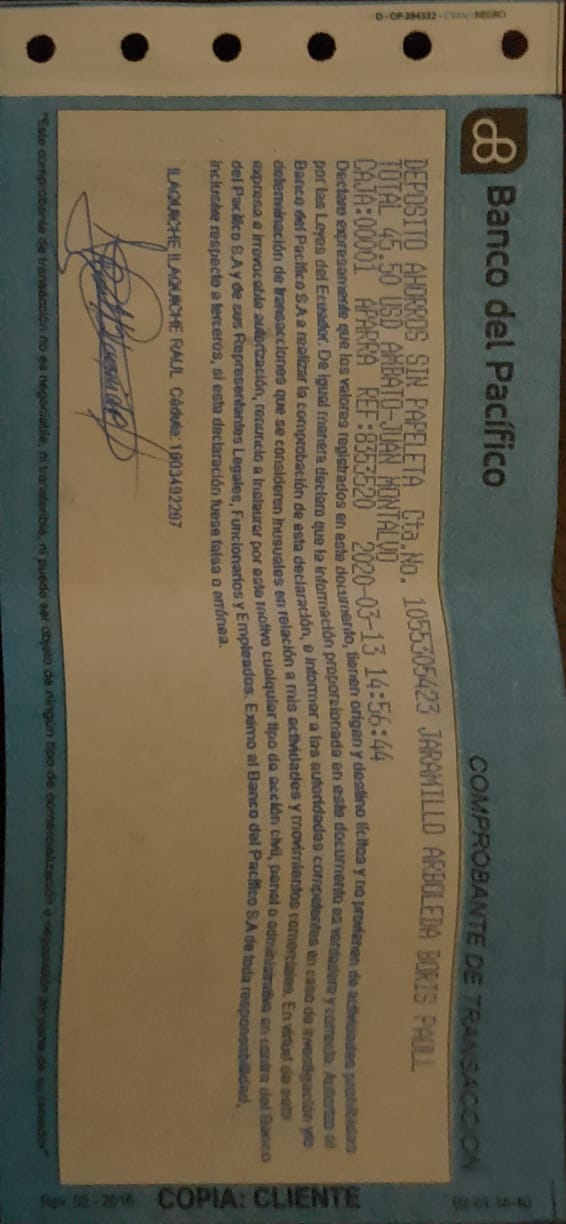 D - OP-284532 - CYAN - NEGRO
Banco del Pacífico
COMPROBANTE DE TRANSACCION
DEPOSITO AHORROS SIN PAPELETA Cta.No. 1055305423 JARAMILLO ARBOLEDA BORIS PAUL
TOTAL 45.50 USD AMBATO-JUAN MONTALVO
CAJA:00001 APARRA REF:8353520 2020-03-13 14:56:44
Declaro expresamente que los valores registrados en este documento, tienen origen y destino lícitos y no provienen de actividades prohibidas
por las Leyes del Ecuador. De igual manera declaro que la información proporcionada en este documento es verdadera y correcta. Autorizo al
Banco del Pacífico S.A a realizar la comprobación de esta declaración, e informar a las autoridades competentes en caso de investigación y/o
determinación de transacciones que se consideren inusuales en relación a mis actividades y movimientos comerciales. En virtud de esta
expresa e irrevocable autorización, renuncio a instaurar por este motivo cualquier tipo de acción civil, penal o administrativa en contra del Banco
del Pacífico S.A y de sus Representantes Legales, Funcionarios y Empleados. Eximo al Banco del Pacífico S.A de toda responsabilidad,
inclusive respecto a terceros, si esta declaración fuese falsa o errónea.
ILAQUICHE ILAQUICHE RAUL Cédula: 1803492287
"Este comprobante de transacción no es negociable, ni transferible, ni puede ser objeto de ningún tipo de comercialización o negociación por parte de su poseedor"
Rev. 02 - 2016
COPIA: CLIENTE